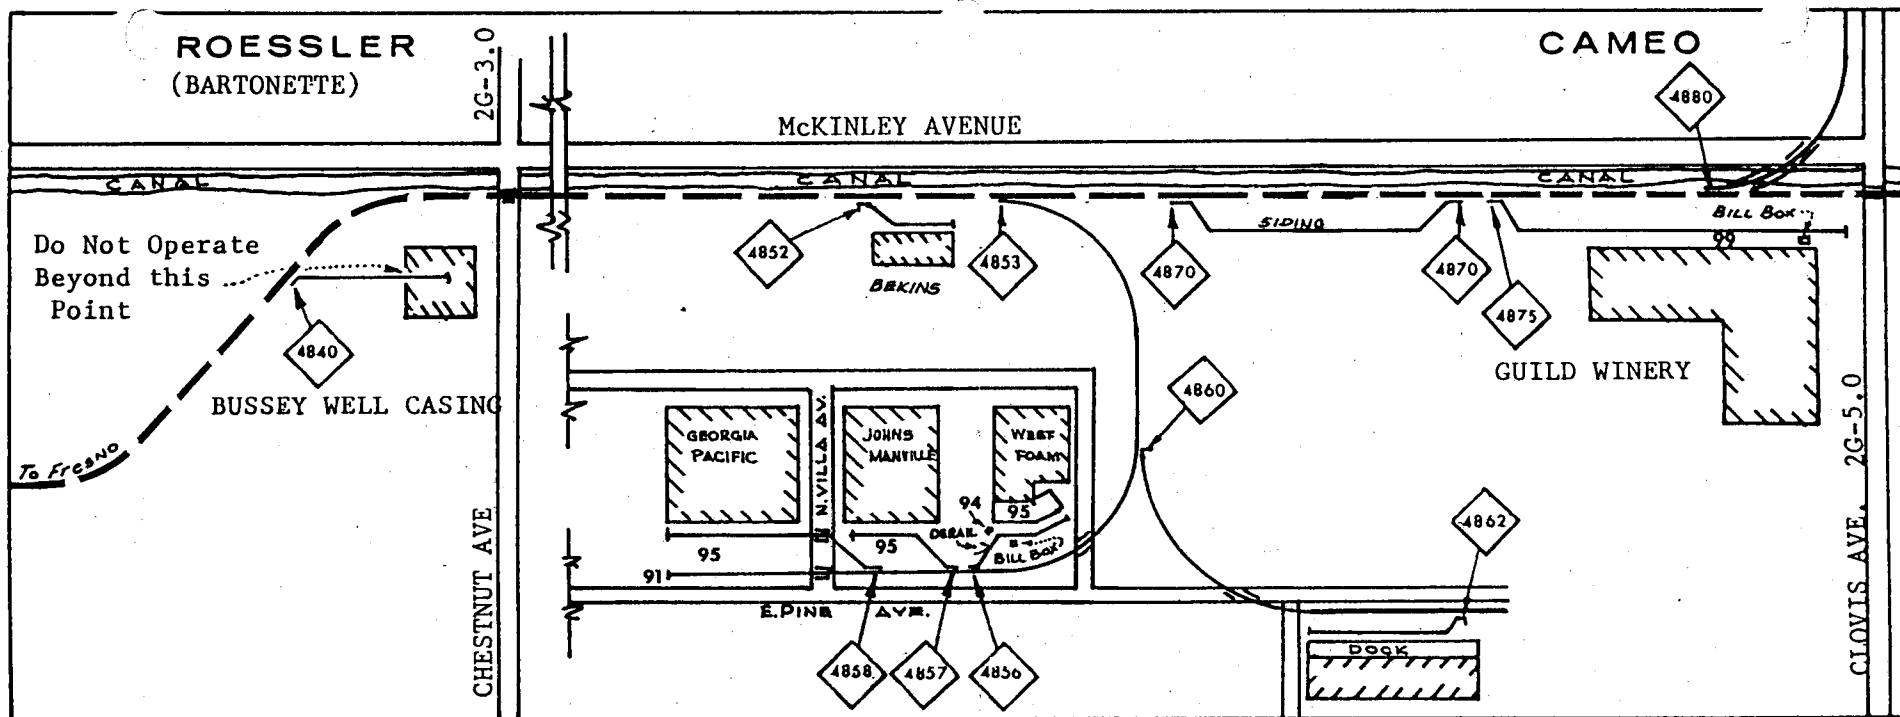 ROESSLER
(BARTONETTE)
2G-3.0
CAMEO
4880
McKINLEY AVENUE
CANAL
CANAL
CANAL
Do Not Operate
Beyond this
Point
4840
BUSSEY WELL CASING
To Fresno
CHESTNUT AVE
4852
BEKINS
4853
4870
SIDING
4870
4875
BILL BOX
99
GUILD WINERY
4860
CLOVIS AVE. 2G-5.0
GEORGIA
PACIFIC
N.VILLA AV.
JOHNS
MANVILLE
WEST
FOAM
94
95
DERAIL
BILL BOX
95
95
91
E.PINE AVE.
4858
4857
4856
4862
DOCK